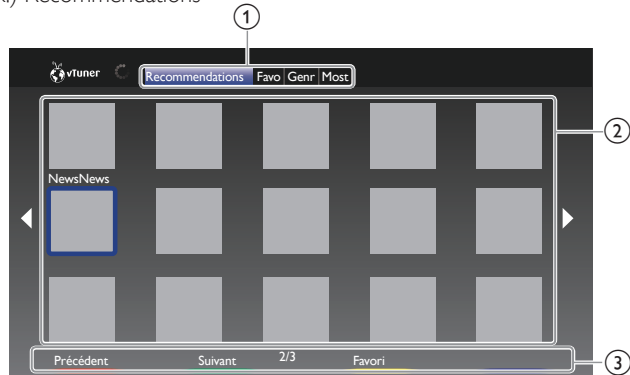 Recommendations
1
vTuner Recommendations Favo Genr Most
2
NewsNews
Précédent Suivant 2/3 Favori
3